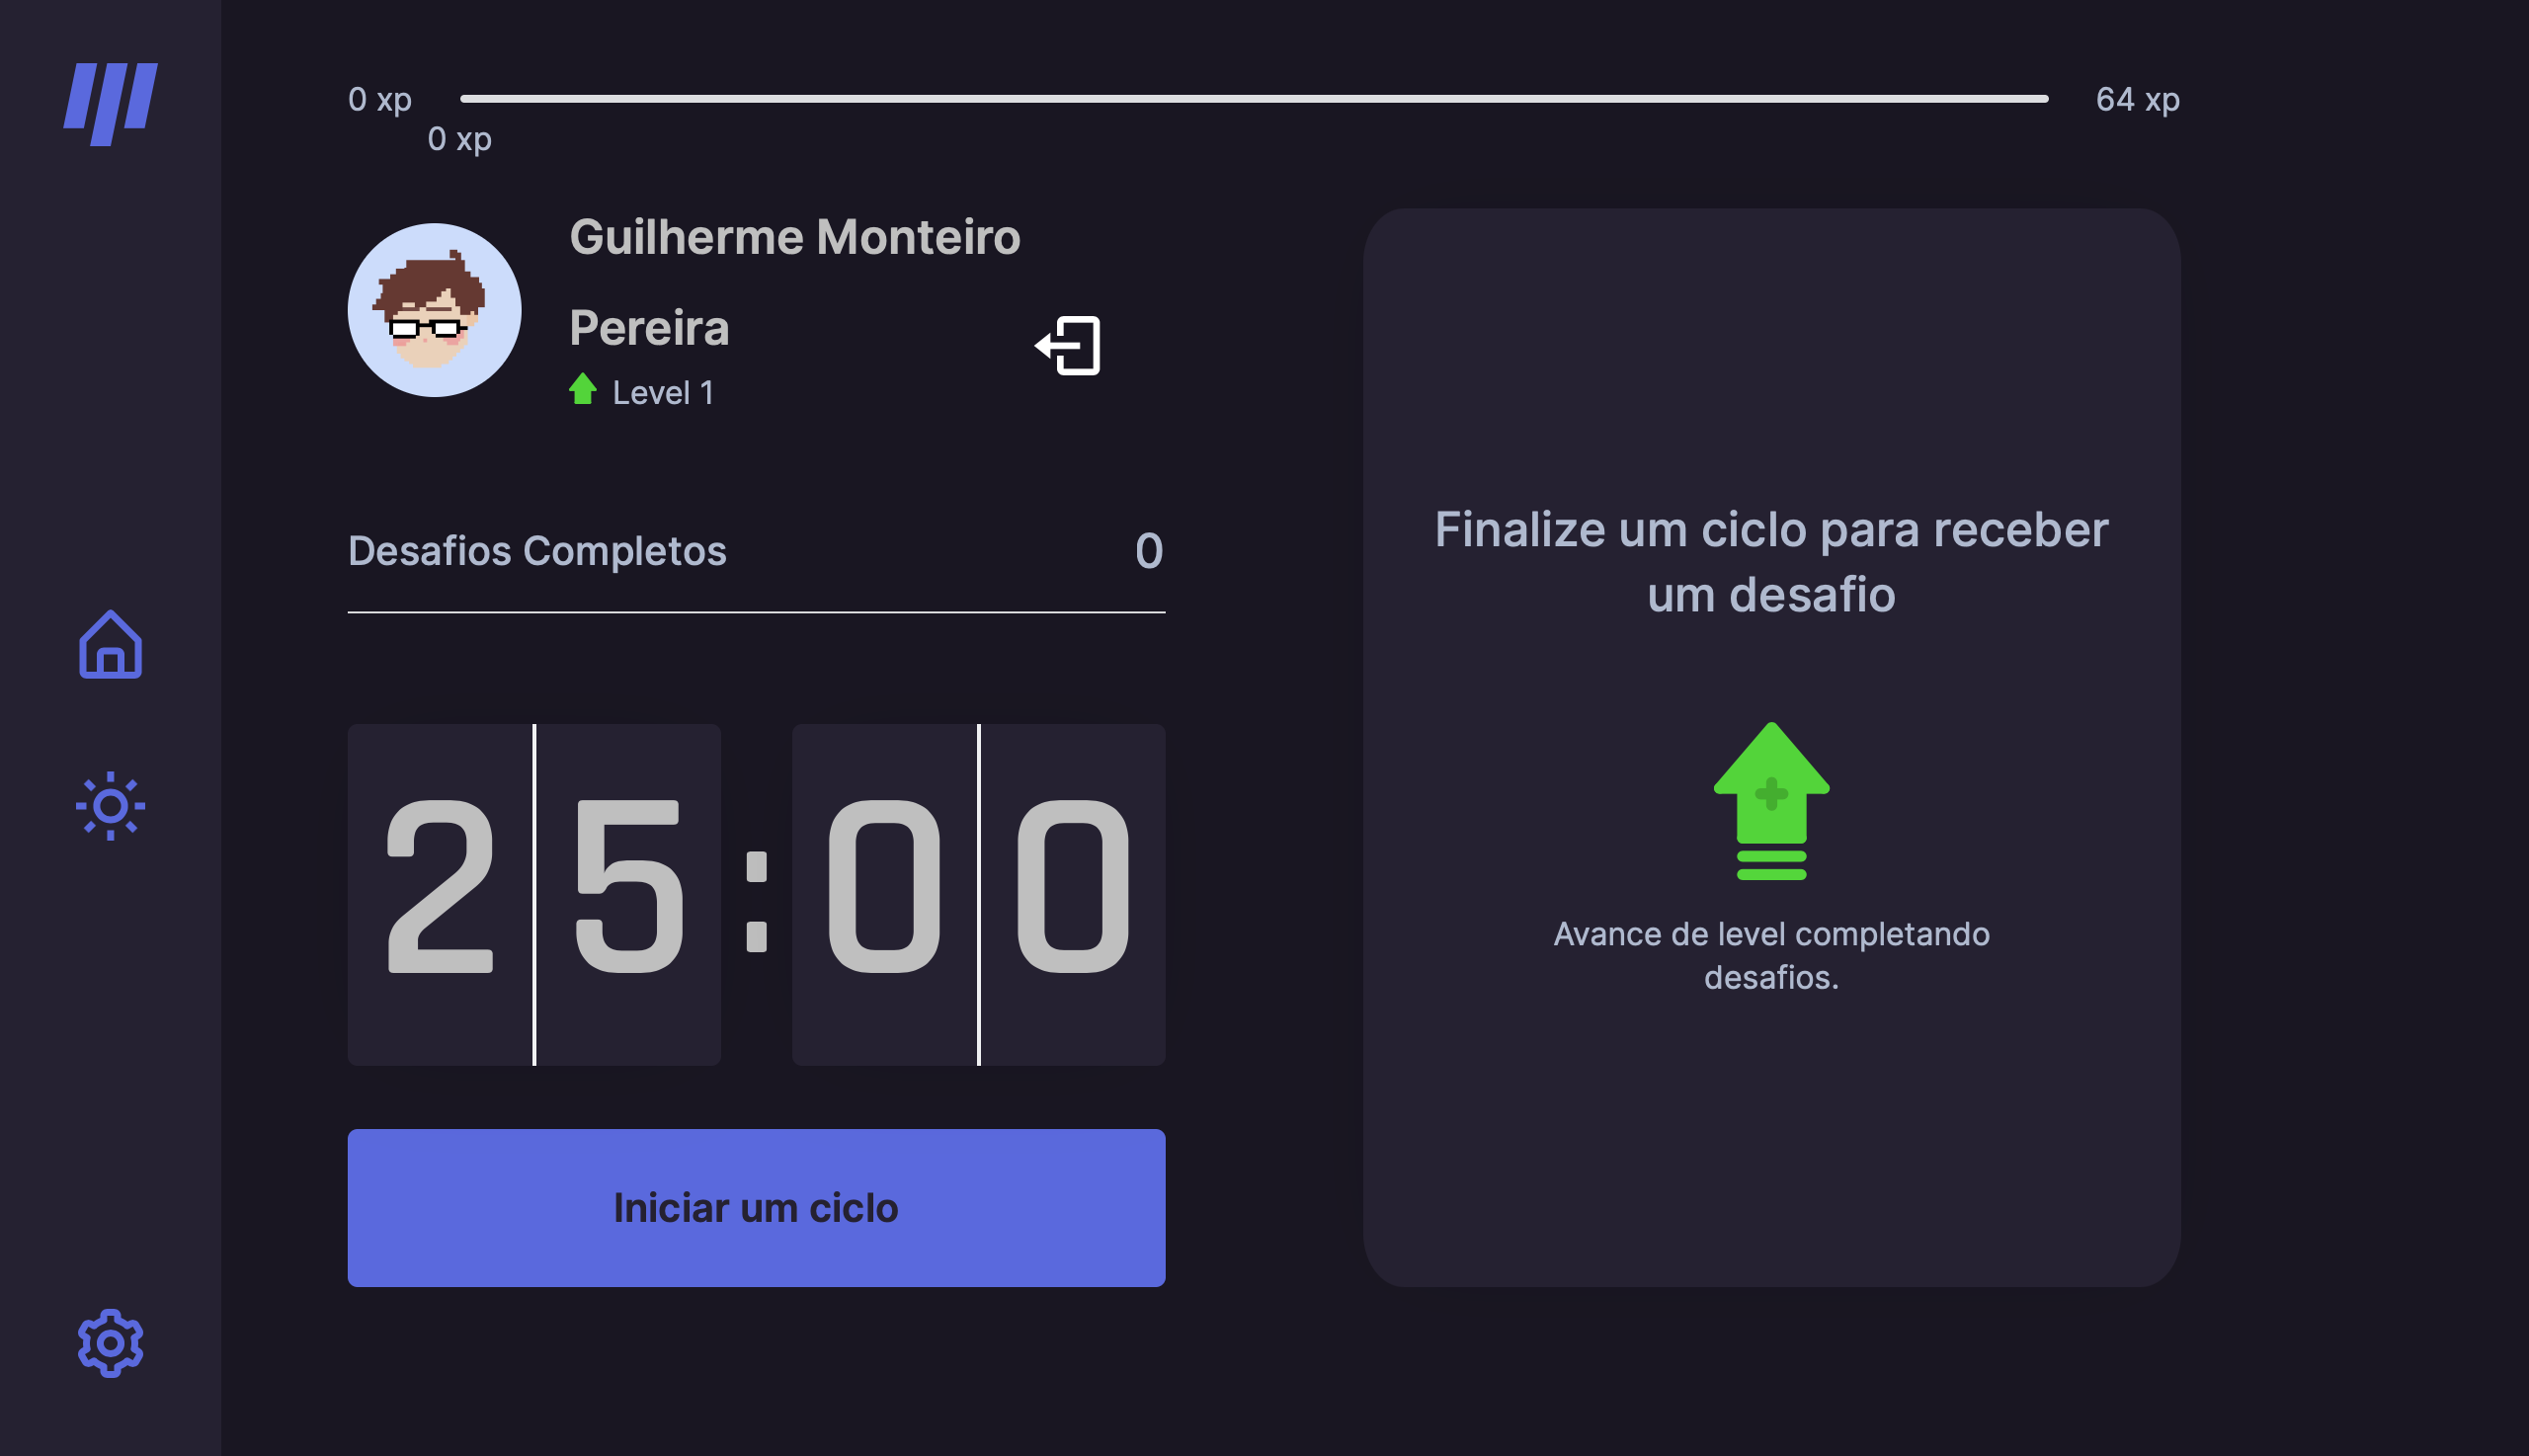 0 xp
64 xp
0 xp
Guilherme Monteiro
Pereira
Level 1
Desafios Completos
0
25:00
Iniciar um ciclo
Finalize um ciclo para receber
um desafio
Avance de level completando
desafios.